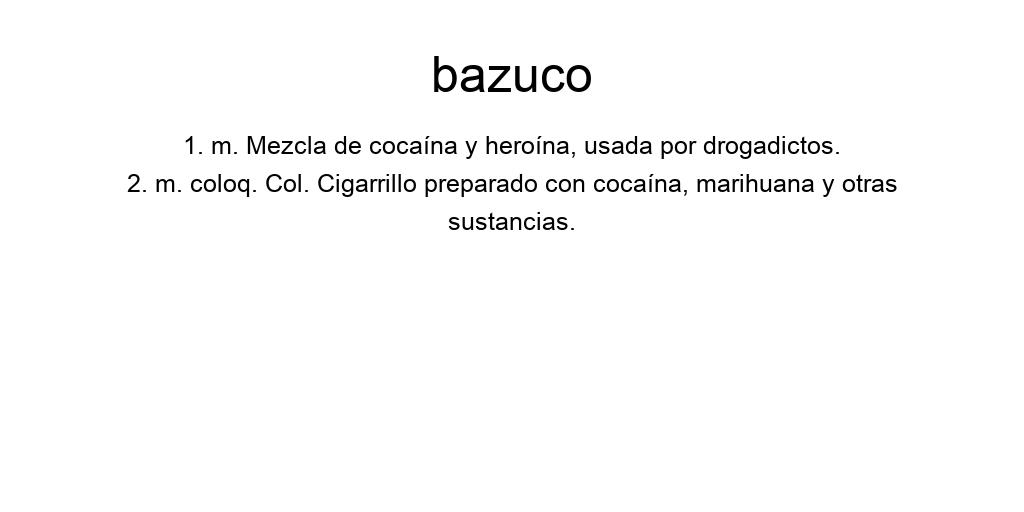 bazuco
1. m. Mezcla de cocaína y heroína, usada por drogadictos.
2. m. coloq. Col. Cigarrillo preparado con cocaína, marihuana y otras
sustancias.